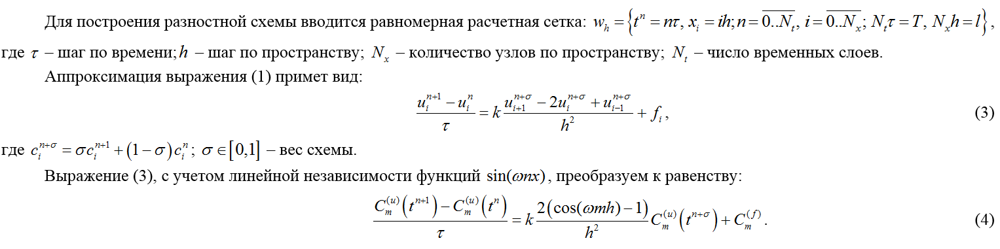 Для построения разностной схемы вводится равномерная расчетная сетка: $w_h = \left\{ t^n = n\tau, \, x_i = ih; n = \overline{0..N_t}, \, i = \overline{0..N_x}; \, N_t\tau = T, \, N_x h = l \right\}$,
где $\tau$ – шаг по времени; $h$ – шаг по пространству; $N_x$ – количество узлов по пространству; $N_t$ – число временных слоев.
Аппроксимация выражения (1) примет вид:
$\frac{u_i^{n+1} - u_i^n}{\tau} = k \frac{u_{i+1}^{n+\sigma} - 2u_i^{n+\sigma} + u_{i-1}^{n+\sigma}}{h^2} + f_i,$ (3)
где $c_i^{n+\sigma} = \sigma c_i^{n+1} + (1-\sigma) c_i^n$; $\sigma \in [0,1]$ – вес схемы.
Выражение (3), с учетом линейной независимости функций $\sin(\omega n x)$, преобразуем к равенству:
$\frac{C_m^{(u)}\left(t^{n+1}\right) - C_m^{(u)}\left(t^n\right)}{\tau} = k \frac{2\left(\cos(\omega m h) - 1\right)}{h^2} C_m^{(u)}\left(t^{n+\sigma}\right) + C_m^{(f)}.$ (4)